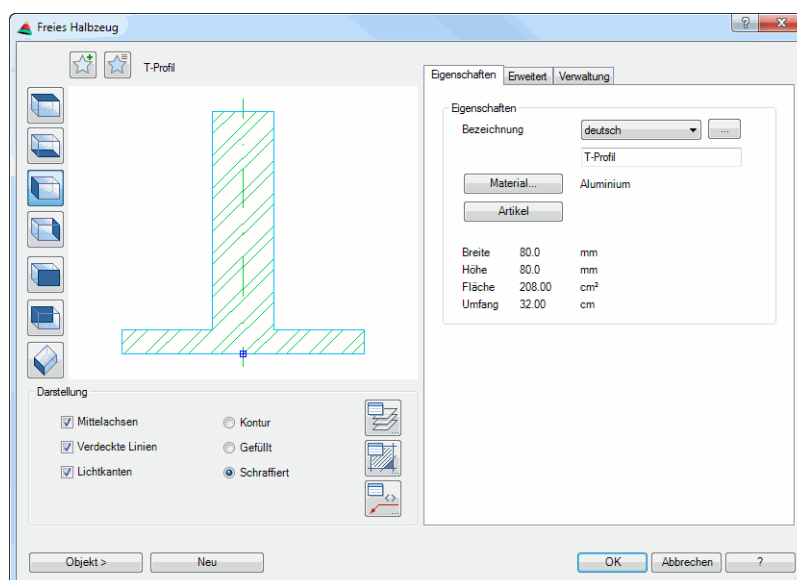 Freies Halbzeug
?
T-Profil
Eigenschaften Erweitert Verwaltung
Eigenschaften
Bezeichnung deutsch ...
T-Profil
Material... Aluminium
Artikel
Breite 80.0 mm
Höhe 80.0 mm
Fläche 208.00 cm²
Umfang 32.00 cm
Darstellung
Mittelachsen Kontur
Verdeckte Linien Gefüllt
Lichtkanten Schraffiert
Objekt > Neu OK Abbrechen ?